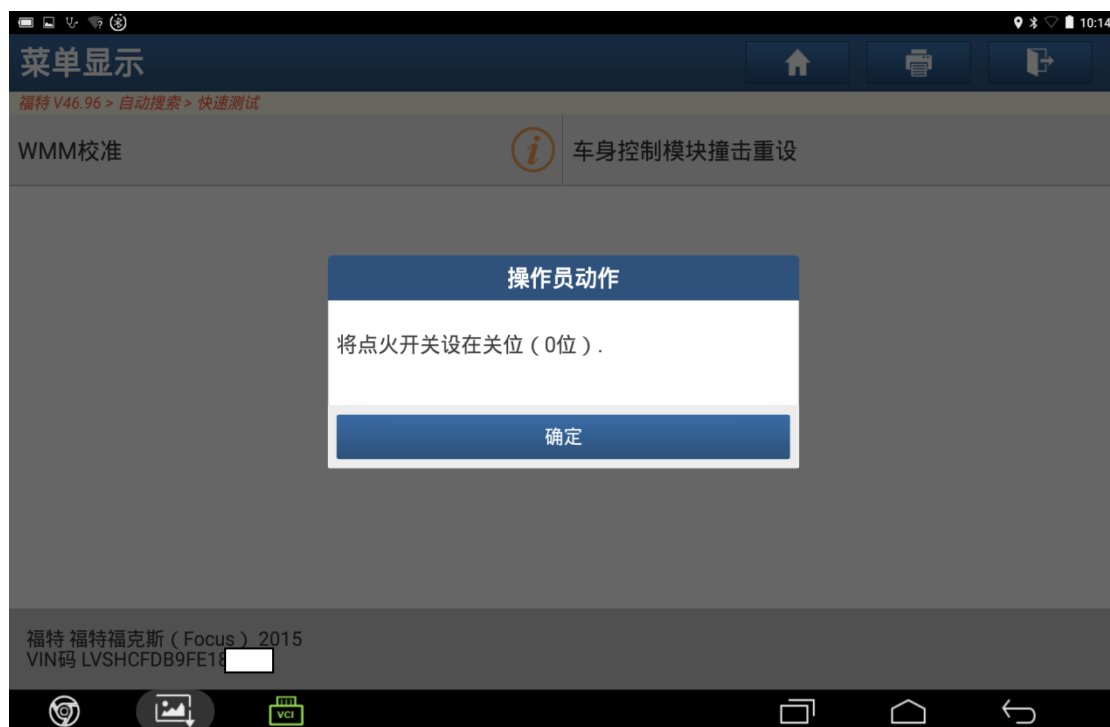 10:14
菜单显示
福特 V46.96 > 自动搜索 > 快速测试
WMM校准
i
车身控制模块撞击重设
操作员动作
将点火开关设在关位（0位）.
确定
福特 福特福克斯（Focus） 2015
VIN码 LVSHCFDB9FE18
VCI